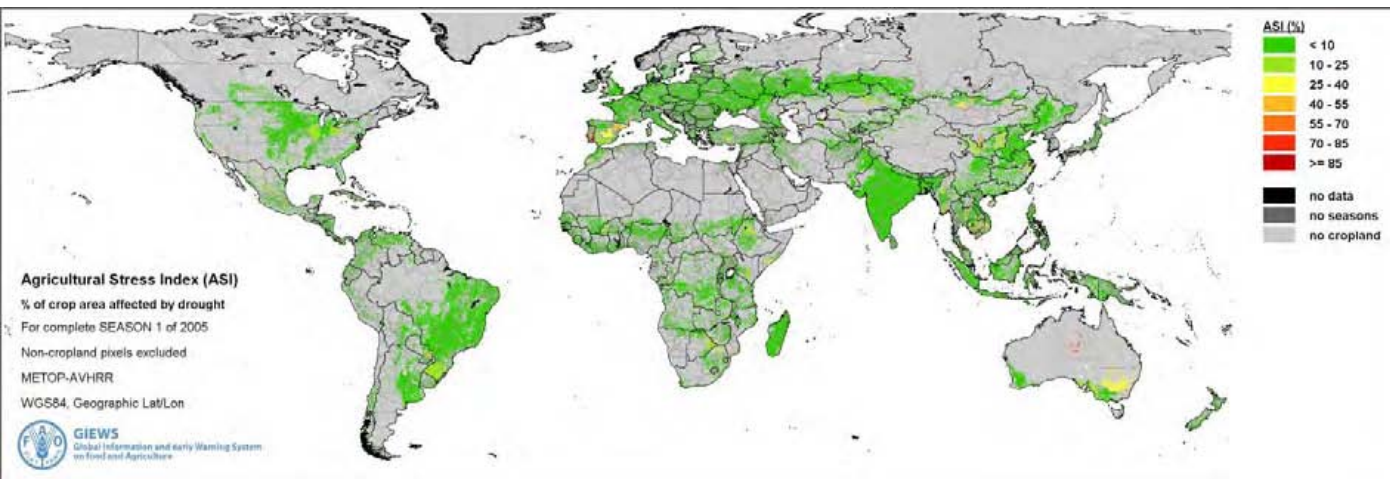 ASI (%)
< 10
10 - 25
25 - 40
40 - 55
55 - 70
70 - 85
>= 85
no data
no seasons
no cropland
Agricultural Stress Index (ASI)
% of crop area affected by drought
For complete SEASON 1 of 2005
Non-cropland pixels excluded
METOP-AVHRR
WGS84, Geographic Lat/Lon
F A O
GIEWS
Global Information and early Warning System
on food and Agriculture